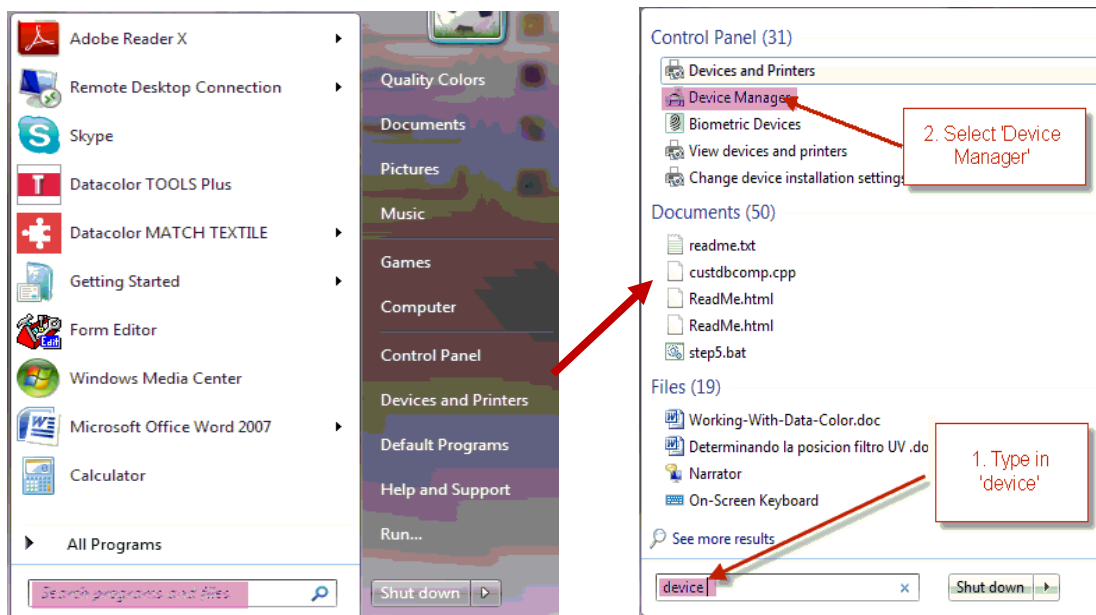 Adobe Reader X
Remote Desktop Connection
Skype
Datacolor TOOLS Plus
Datacolor MATCH TEXTILE
Getting Started
Edit
Form Editor
Windows Media Center
Microsoft Office Word 2007
Calculator
All Programs
Search programs and files
Quality Colors
Documents
Pictures
Music
Games
Computer
Control Panel
Devices and Printers
Default Programs
Help and Support
Run...
Shut down
Control Panel (31)
Devices and Printers
Device Manager
Biometric Devices
View devices and printers
Change device installation settings
2. Select 'Device
Manager'
Documents (50)
readme.txt
custdbcomp.cpp
ReadMe.html
ReadMe.html
step5.bat
Files (19)
Working-With-Data-Color.doc
Determinando la posicion filtro UV .do
Narrator
On-Screen Keyboard
1. Type in
'device'
See more results
device
Shut down